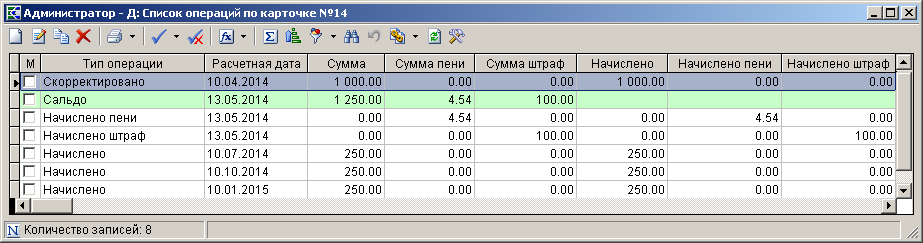 Администратор - Д: Список операций по карточке №14
М Тип операции Расчетная дата Сумма Сумма пени Сумма штраф Начислено Начислено пени Начислено штраф
Скорректировано 10.04.2014 1 000.00 0.00 0.00 1 000.00 0.00 0.00
Сальдо 13.05.2014 1 250.00 4.54 100.00
Начислено пени 13.05.2014 0.00 4.54 0.00 0.00 4.54 0.00
Начислено штраф 13.05.2014 0.00 0.00 100.00 0.00 0.00 100.00
Начислено 10.07.2014 250.00 0.00 0.00 250.00 0.00 0.00
Начислено 10.10.2014 250.00 0.00 0.00 250.00 0.00 0.00
Начислено 10.01.2015 250.00 0.00 0.00 250.00 0.00 0.00
N Количество записей: 8